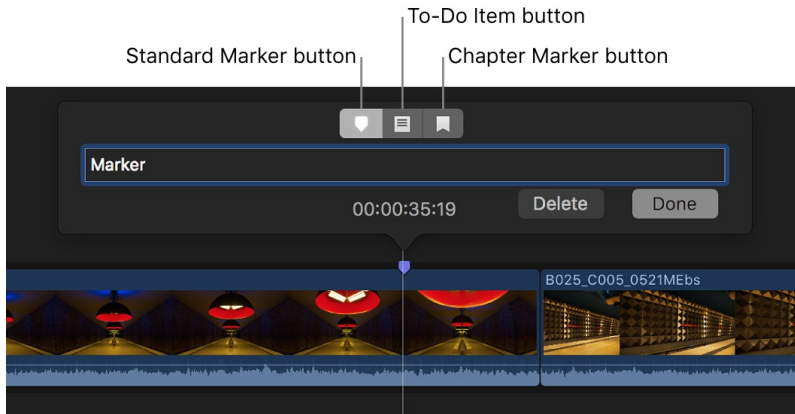 To-Do Item button
Standard Marker button
Chapter Marker button
Marker
00:00:35:19
Delete
Done
B025_C005_0521MEbs